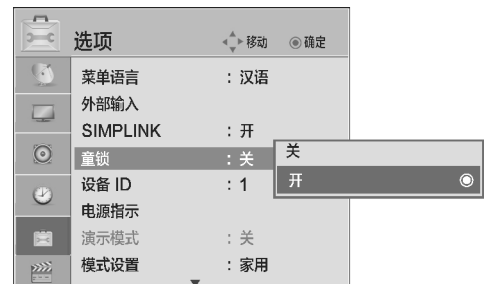 选项 移动 ◉确定
菜单语言 : 汉语
外部输入
SIMPLINK : 开
童锁 : 关
关
开
设备 ID : 1
电源指示
演示模式 : 关
模式设置 : 家用